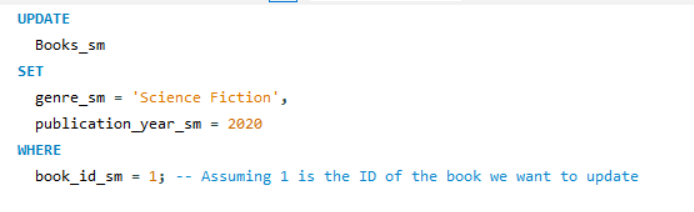 UPDATE
Books_sm
SET
genre_sm = 'Science Fiction',
publication_year_sm = 2020
WHERE
book_id_sm = 1; -- Assuming 1 is the ID of the book we want to update